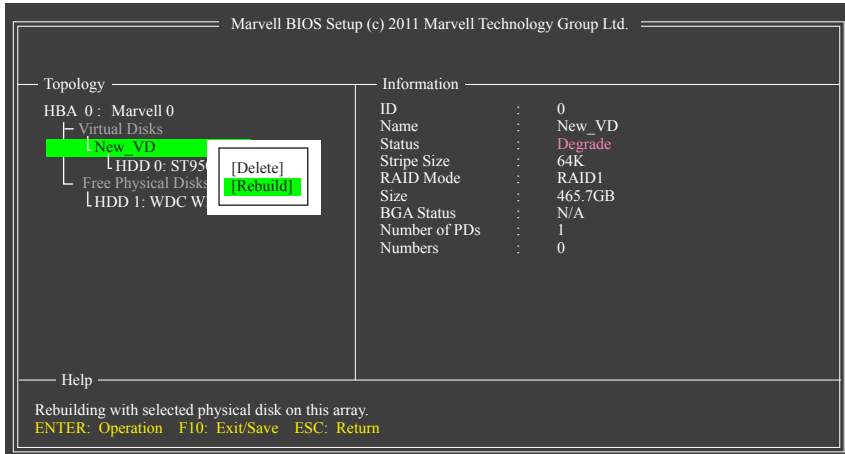 Marvell BIOS Setup (c) 2011 Marvell Technology Group Ltd.
Topology
HBA 0 : Marvell 0
Virtual Disks
New_VD
HDD 0: ST95
Free Physical Disks
HDD 1: WDC W
[Delete]
[Rebuild]
Information
ID : 0
Name : New_VD
Status : Degrade
Stripe Size : 64K
RAID Mode : RAID1
Size : 465.7GB
BGA Status : N/A
Number of PDs : 1
Numbers : 0
Help
Rebuilding with selected physical disk on this array.
ENTER: Operation F10: Exit/Save ESC: Return